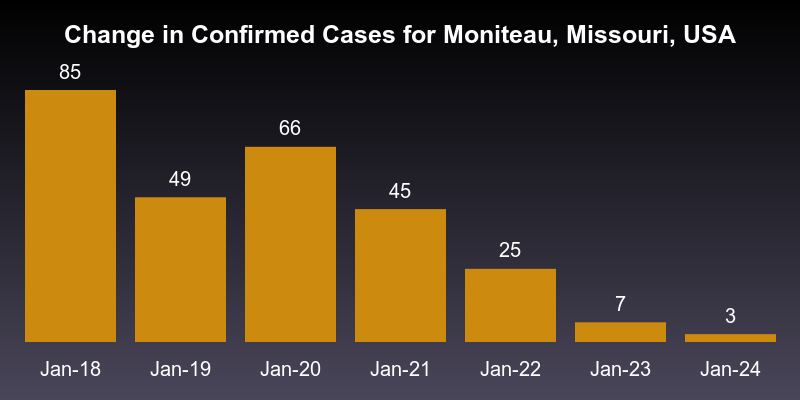 Change in Confirmed Cases for Moniteau, Missouri, USA
85
49
66
45
25
7
3
Jan-18
Jan-19
Jan-20
Jan-21
Jan-22
Jan-23
Jan-24